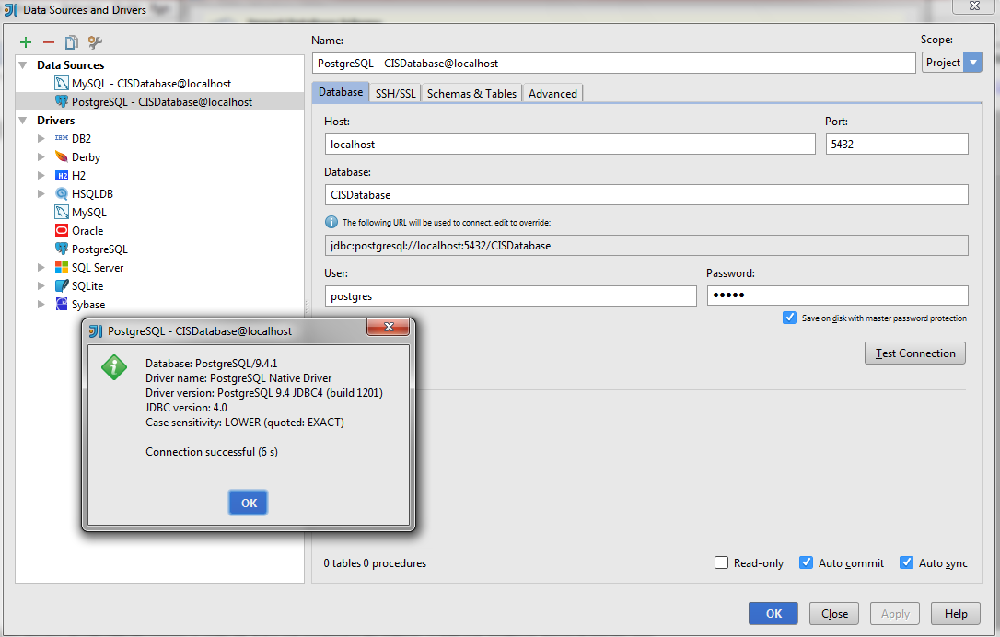 Data Sources and Drivers
Name:
Scope:
PostgreSQL - CISDatabase@localhost
Project
Data Sources
MySQL - CISDatabase@localhost
PostgreSQL - CISDatabase@localhost
Drivers
IBM DB2
Derby
H2 H2
HSQLDB
MySQL
Oracle
PostgreSQL
SQL Server
SQLite
Sybase
Database SSH/SSL Schemas & Tables Advanced
Host: Port:
localhost 5432
Database:
CISDatabase
The following URL will be used to connect, edit to override:
jdbc:postgresql://localhost:5432/CISDatabase
User: Password:
postgres •••••
Save on disk with master password protection
Test Connection
PostgreSQL - CISDatabase@localhost
Database: PostgreSQL/9.4.1
Driver name: PostgreSQL Native Driver
Driver version: PostgreSQL 9.4 JDBC4 (build 1201)
JDBC version: 4.0
Case sensitivity: LOWER (quoted: EXACT)
Connection successful (6 s)
OK
0 tables 0 procedures
Read-only Auto commit Auto sync
OK Close Apply Help